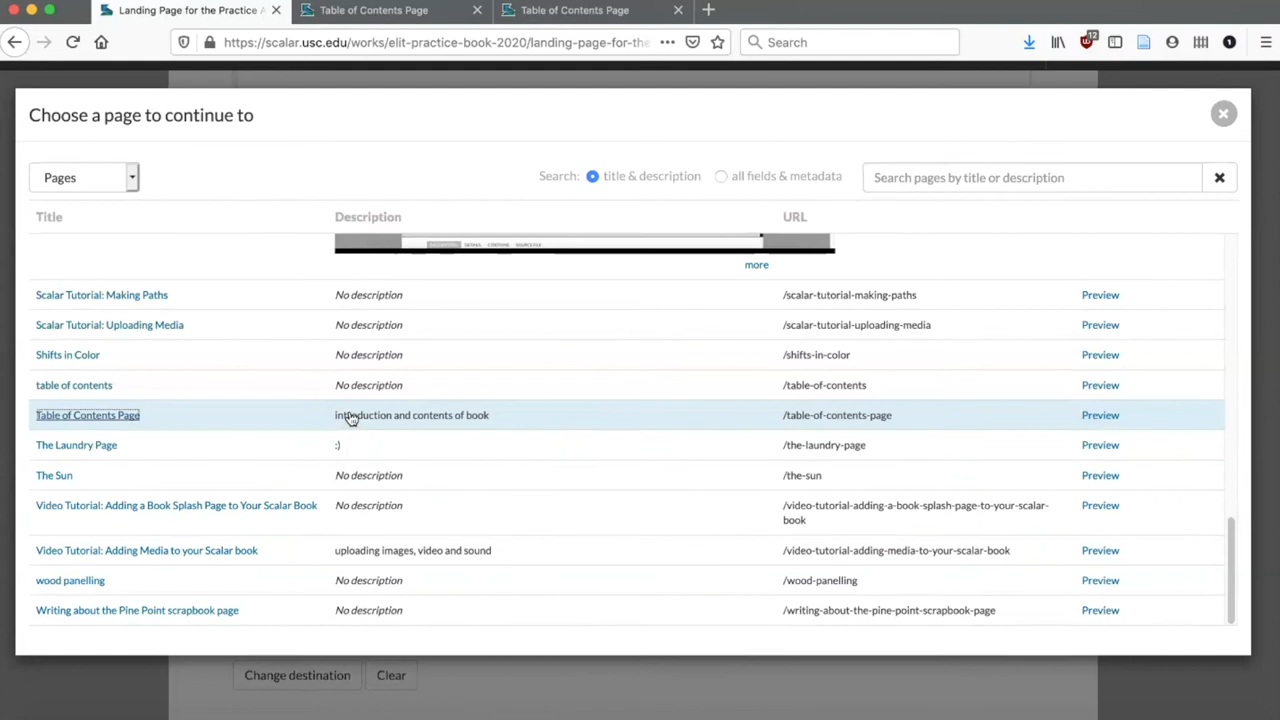 Landing Page for the Practice A
Table of Contents Page
Table of Contents Page
https://scalar.usc.edu/works/elit-practice-book-2020/landing-page-for-the-
Search
12
1
Choose a page to continue to
Pages
Search:
title & description
all fields & metadata
Search pages by title or description
Title Description URL
more
Scalar Tutorial: Making Paths No description /scalar-tutorial-making-paths Preview
Scalar Tutorial: Uploading Media No description /scalar-tutorial-uploading-media Preview
Shifts in Color No description /shifts-in-color Preview
table of contents No description /table-of-contents Preview
Table of Contents Page introduction and contents of book /table-of-contents-page Preview
The Laundry Page :) /the-laundry-page Preview
The Sun No description /the-sun Preview
Video Tutorial: Adding a Book Splash Page to Your Scalar Book No description /video-tutorial-adding-a-book-splash-page-to-your-scalar- Preview
book
Video Tutorial: Adding Media to your Scalar book uploading images, video and sound /video-tutorial-adding-media-to-your-scalar-book Preview
wood panelling No description /wood-panelling Preview
Writing about the Pine Point scrapbook page No description /writing-about-the-pine-point-scrapbook-page Preview
Change destination
Clear